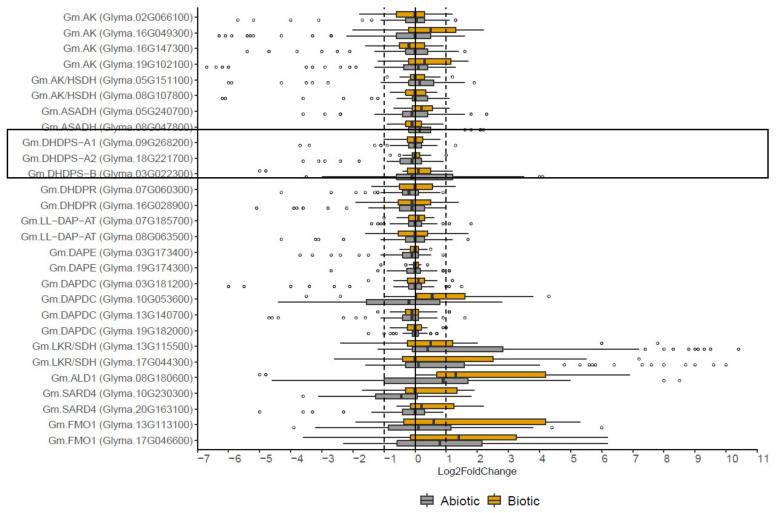 Gm.AK (Glyma.02G066100)
Gm.AK (Glyma.16G049300)
Gm.AK (Glyma.16G147300)
Gm.AK (Glyma.19G102100)
Gm.AK/HSDH (Glyma.05G151100)
Gm.AK/HSDH (Glyma.08G107800)
Gm.ASADH (Glyma.05G240700)
Gm.ASADH (Glyma.08G047800)
Gm.DHDPS-A1 (Glyma.09G268200)
Gm.DHDPS-A2 (Glyma.18G221700)
Gm.DHDPS-B (Glyma.03G022300)
Gm.DHDPR (Glyma.07G060300)
Gm.DHDPR (Glyma.16G028900)
Gm.LL-DAP-AT (Glyma.07G185700)
Gm.LL-DAP-AT (Glyma.08G063500)
Gm.DAPE (Glyma.03G173400)
Gm.DAPE (Glyma.19G174300)
Gm.DAPDC (Glyma.03G181200)
Gm.DAPDC (Glyma.10G053600)
Gm.DAPDC (Glyma.13G140700)
Gm.DAPDC (Glyma.19G182000)
Gm.LKR/SDH (Glyma.13G115500)
Gm.LKR/SDH (Glyma.17G044300)
Gm.ALD1 (Glyma.08G180600)
Gm.SARD4 (Glyma.10G230300)
Gm.SARD4 (Glyma.20G163100)
Gm.FMO1 (Glyma.13G113100)
Gm.FMO1 (Glyma.17G046600)
-7 -6 -5 -4 -3 -2 -1 0 1 2 3 4 5 6 7 8 9 10 11
Log2FoldChange
Abiotic Biotic